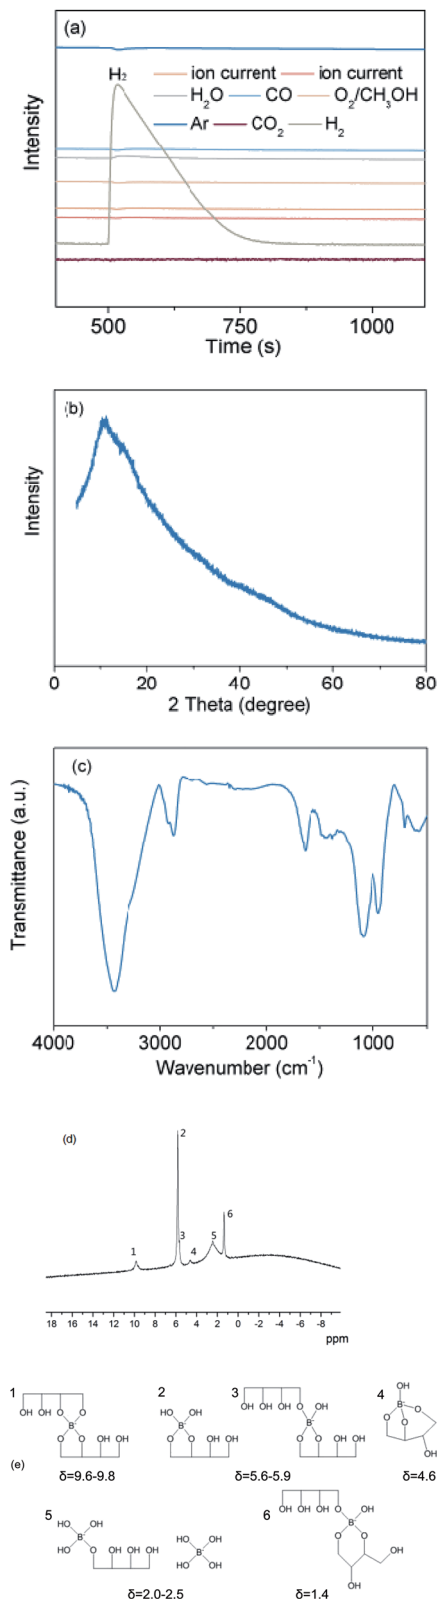 (a)
H₂
ion current ion current
H₂O CO O₂/CH₃OH
Ar CO₂ H₂
Intensity
500 750 1000
Time (s)
(b)
Intensity
0 20 40 60 80
2 Theta (degree)
(c)
Transmittance (a.u.)
4000 3000 2000 1000
Wavenumber (cm⁻¹)
(d)
2
1 3 4 5 6
18 16 14 12 10 8 6 4 2 0 -2 -4 -6 -8
ppm
1 2 3 4
OH OH O O
B⁻
O O OH OH
HO OH
B⁻
O O OH OH
OH OH OH O OH
B⁻
O O OH OH
OH
B⁻
O O O
OH
(e)
δ=9.6-9.8 δ=5.6-5.9 δ=4.6
5 6
HO OH
B⁻
HO O OH OH OH
HO OH
B⁻
HO OH
OH OH OH O OH
B⁻
O O
OH
OH
δ=2.0-2.5 δ=1.4